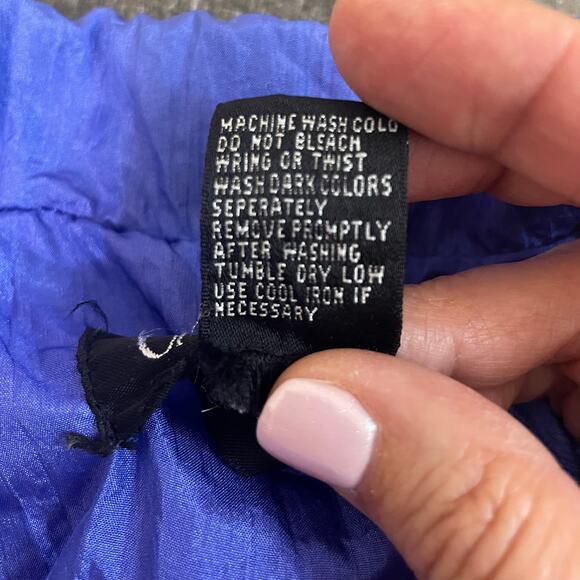 MACHINE WASH COLD
DO NOT BLEACH
WRING OR TWIST
WASH DARK COLORS
SEPERATELY
REMOVE PROMPTLY
AFTER WASHING
TUMBLE DRY LOW
USE COOL IRON IF
NECESSARY